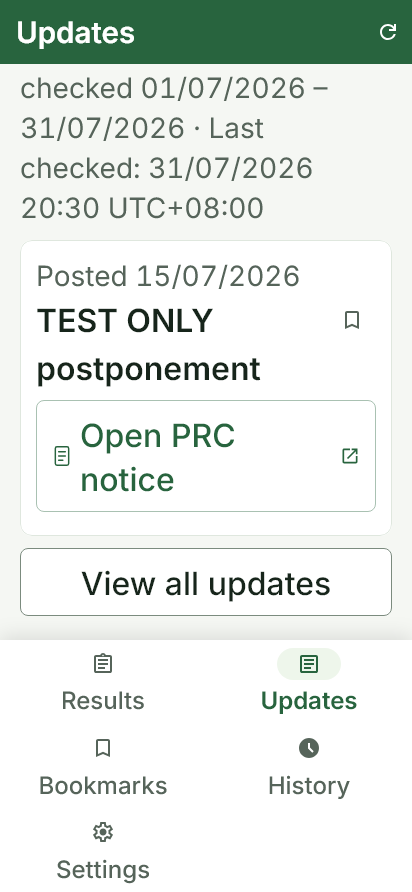 Updates
checked 01/07/2026 –
31/07/2026 · Last
checked: 31/07/2026
20:30 UTC+08:00
Posted 15/07/2026
TEST ONLY
postponement
Open PRC
notice
View all updates
Results
Updates
Bookmarks
History
Settings